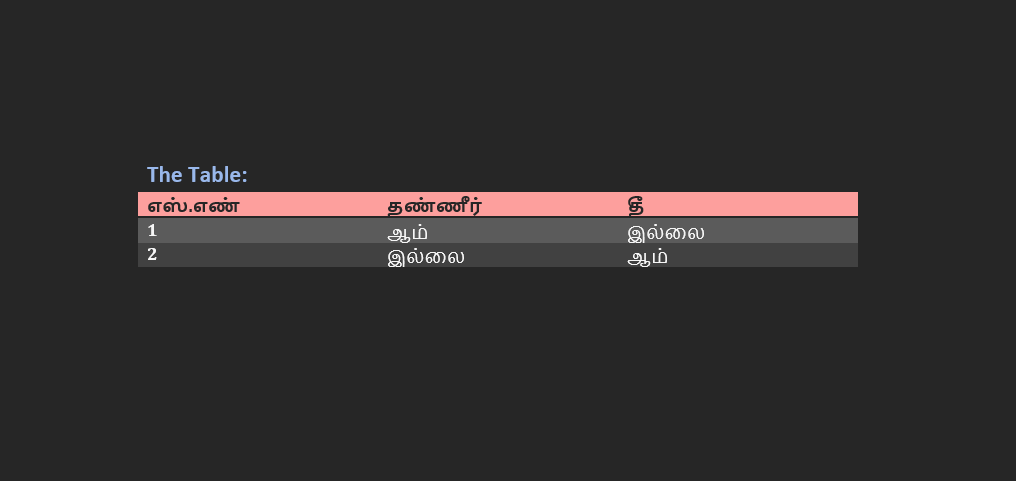 The Table:
எஸ்.எண் தண்ணீர் தீ
1 ஆம் இல்லை
2 இல்லை ஆம்